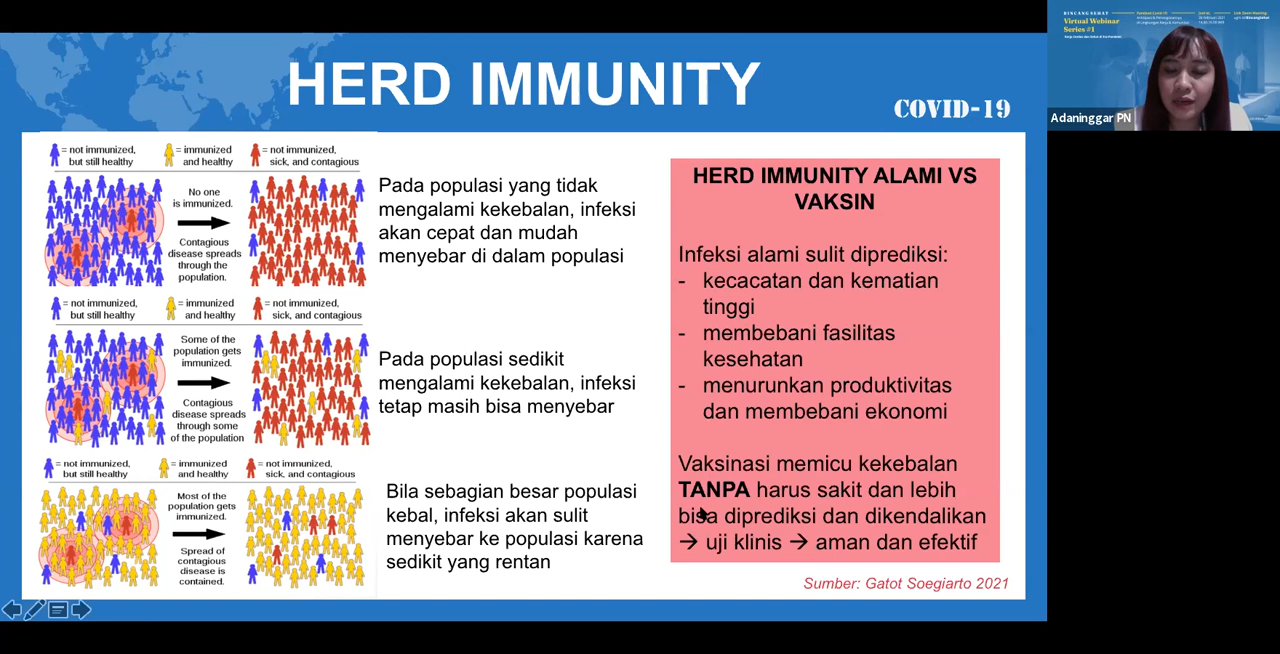 HERD IMMUNITY
COVID-19
= not immunized,
but still healthy
= immunized
and healthy
= not immunized,
sick, and contagious
No one
is immunized.
Contagious
disease spreads
through the
population.
Pada populasi yang tidak
mengalami kekebalan, infeksi
akan cepat dan mudah
menyebar di dalam populasi
= not immunized,
but still healthy
= immunized
and healthy
= not immunized,
sick, and contagious
Some of the
population gets
immunized.
Contagious
disease spreads
through some
of the population
Pada populasi sedikit
mengalami kekebalan, infeksi
tetap masih bisa menyebar
= not immunized,
but still healthy
= immunized
and healthy
= not immunized,
sick, and contagious
Most of the
population gets
immunized.
Spread of
contagious
disease is
contained.
Bila sebagian besar populasi
kebal, infeksi akan sulit
menyebar ke populasi karena
sedikit yang rentan
HERD IMMUNITY ALAMI VS
VAKSIN
Infeksi alami sulit diprediksi:
- kecacatan dan kematian
tinggi
- membebani fasilitas
kesehatan
- menurunkan produktivitas
dan membebani ekonomi
Vaksinasi memicu kekebalan
TANPA harus sakit dan lebih
bisa diprediksi dan dikendalikan
→ uji klinis → aman dan efektif
Sumber: Gatot Soegiarto 2021
BINCANGSEHAT
Virtual Webinar
Series #1
Adaninggar PN